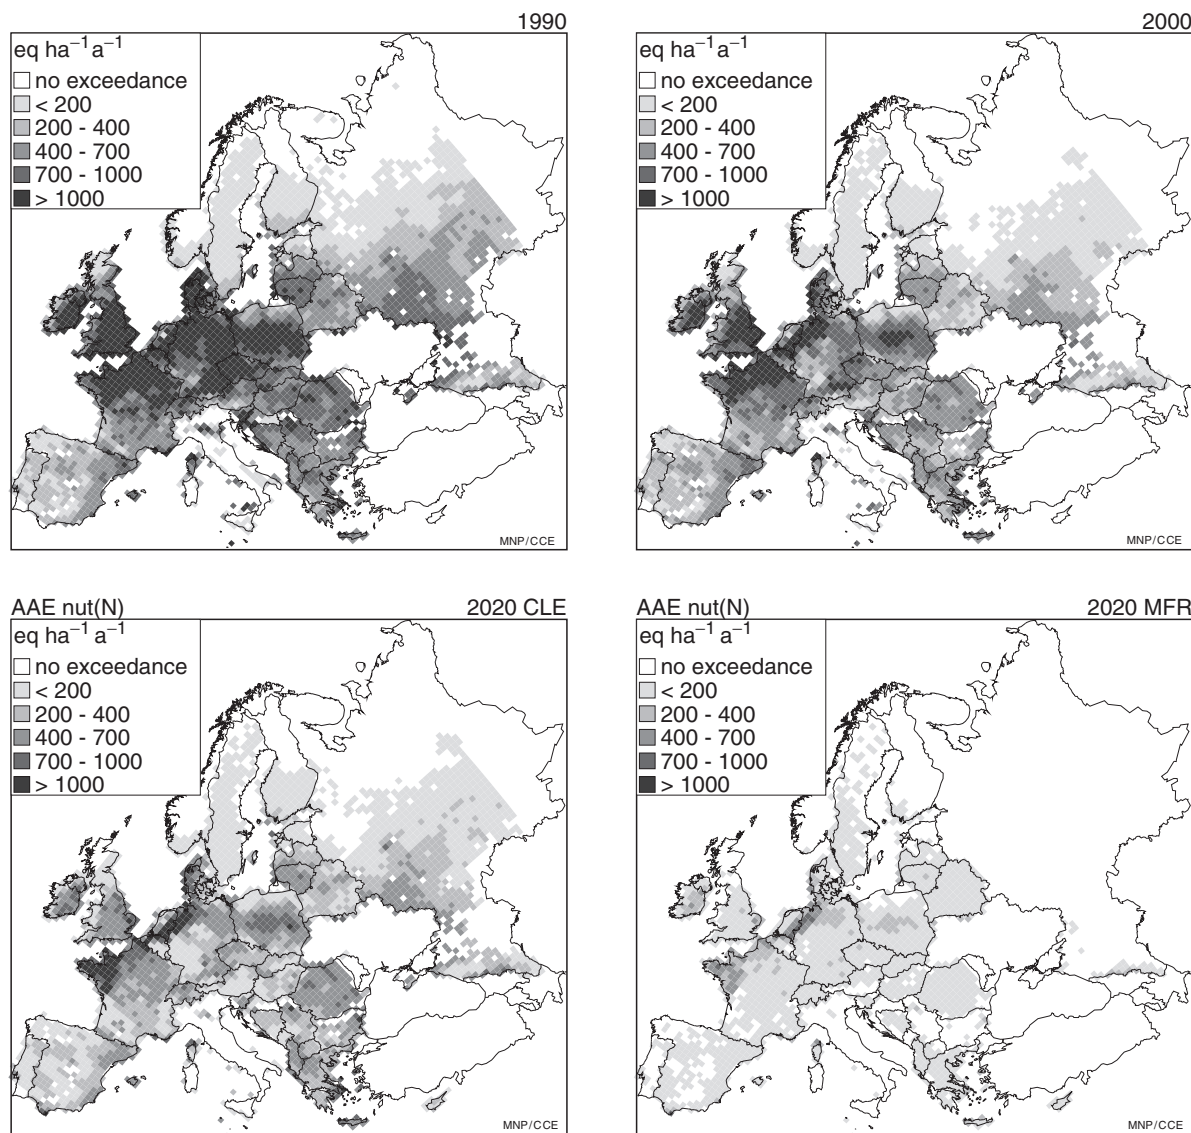 1990
eq ha⁻¹ a⁻¹
no exceedance
< 200
200 - 400
400 - 700
700 - 1000
> 1000
MNP/CCE
2000
eq ha⁻¹ a⁻¹
no exceedance
< 200
200 - 400
400 - 700
700 - 1000
> 1000
MNP/CCE
AAE nut(N) 2020 CLE
eq ha⁻¹ a⁻¹
no exceedance
< 200
200 - 400
400 - 700
700 - 1000
> 1000
MNP/CCE
AAE nut(N) 2020 MFR
eq ha⁻¹ a⁻¹
no exceedance
< 200
200 - 400
400 - 700
700 - 1000
> 1000
MNP/CCE